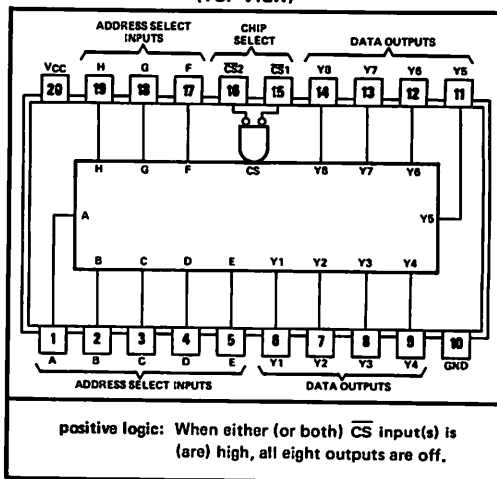 (TOP VIEW)
ADDRESS SELECT CHIP DATA OUTPUTS
INPUTS SELECT
VCC H G F CS2 CS1 Y8 Y7 Y6 Y5
20 19 18 17 16 15 14 13 12 11
H G F CS Y8 Y7 Y6
A Y5
B C D E Y1 Y2 Y3 Y4
1 2 3 4 5 6 7 8 9 10
A B C D E Y1 Y2 Y3 Y4 GND
ADDRESS SELECT INPUTS DATA OUTPUTS
positive logic: When either (or both) CS input(s) is
(are) high, all eight outputs are off.